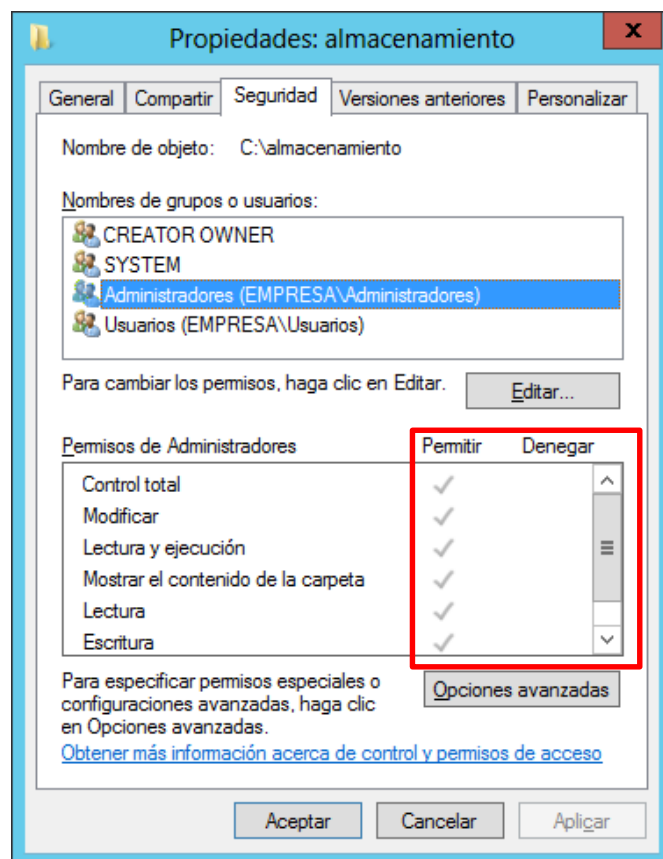 Propiedades: almacenamiento
x
General Compartir Seguridad Versiones anteriores Personalizar
Nombre de objeto: C:\almacenamiento
Nombres de grupos o usuarios:
CREATOR OWNER
SYSTEM
Administradores (EMPRESA\Administradores)
Usuarios (EMPRESA\Usuarios)
Para cambiar los permisos, haga clic en Editar. Editar...
Permisos de Administradores Permitir Denegar
Control total
Modificar
Lectura y ejecución
Mostrar el contenido de la carpeta
Lectura
Escritura
Para especificar permisos especiales o
configuraciones avanzadas, haga clic
en Opciones avanzadas.
Opciones avanzadas
Obtener más información acerca de control y permisos de acceso
Aceptar Cancelar Aplicar